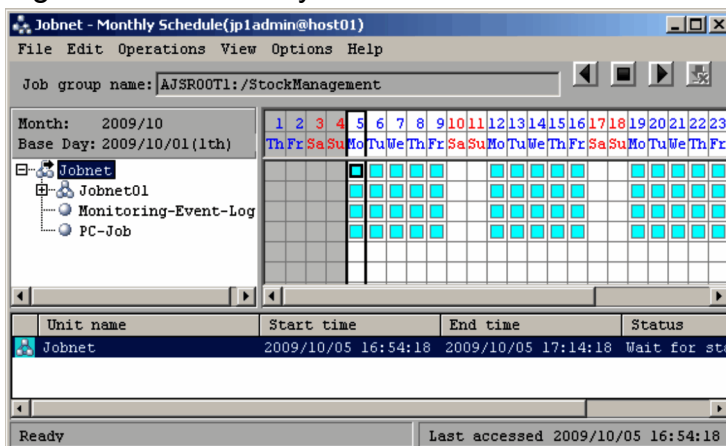 Jobnet - Monthly Schedule(jp1admin@host01)
File Edit Operations View Options Help
Job group name: AJSROOT1:/StockManagement
Month: 2009/10
Base Day: 2009/10/01(1th)
1 2 3 4 5 6 7 8 9 10 11 12 13 14 15 16 17 18 19 20 21 22 23
Th Fr Sa Su Mo Tu We Th Fr Sa Su Mo Tu We Th Fr Sa Su Mo Tu We Th Fr
Jobnet
Jobnet01
Monitoring-Event-Log
PC-Job
Unit name Start time End time Status
Jobnet 2009/10/05 16:54:18 2009/10/05 17:14:18 Wait for sta
Ready Last accessed 2009/10/05 16:54:18